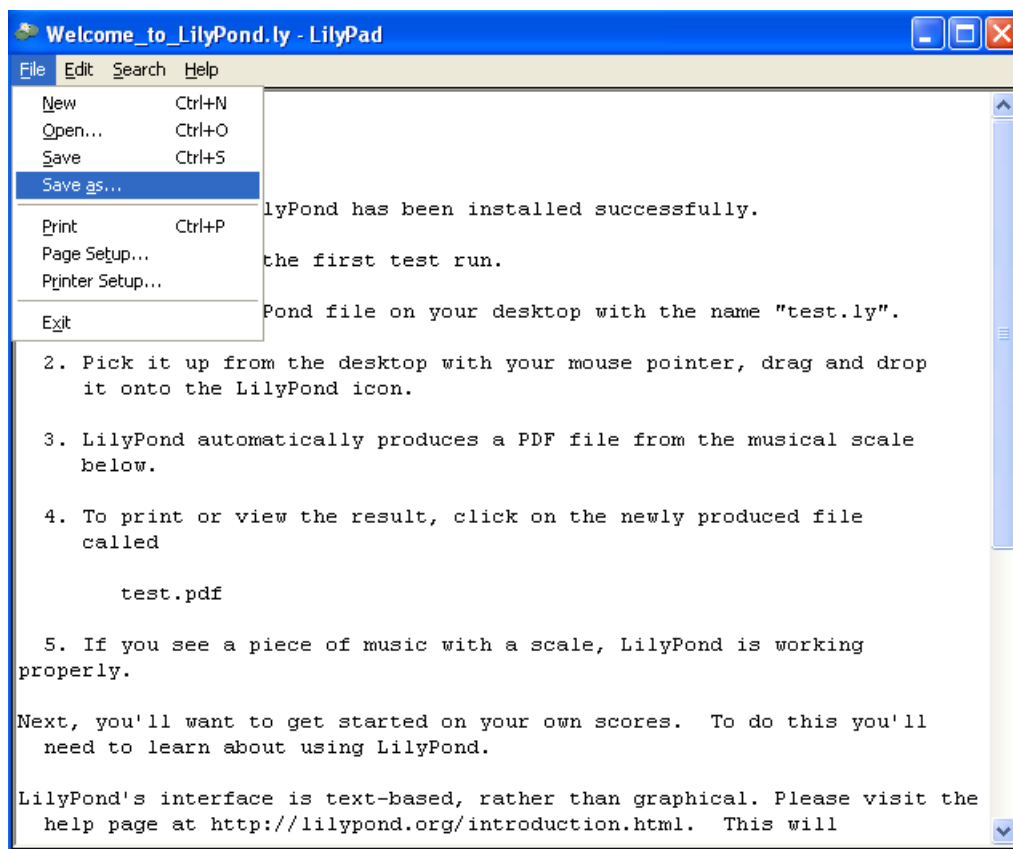 Welcome_to_LilyPond.ly - LilyPad
File Edit Search Help
New Ctrl+N
Open... Ctrl+O
Save Ctrl+S
Save as...
Print Ctrl+P
Page Setup...
Printer Setup...
Exit
lyPond has been installed successfully.
the first test run.
Pond file on your desktop with the name "test.ly".
2. Pick it up from the desktop with your mouse pointer, drag and drop
it onto the LilyPond icon.
3. LilyPond automatically produces a PDF file from the musical scale
below.
4. To print or view the result, click on the newly produced file
called
test.pdf
5. If you see a piece of music with a scale, LilyPond is working
properly.
Next, you'll want to get started on your own scores. To do this you'll
need to learn about using LilyPond.
LilyPond's interface is text-based, rather than graphical. Please visit the
help page at http://lilypond.org/introduction.html. This will